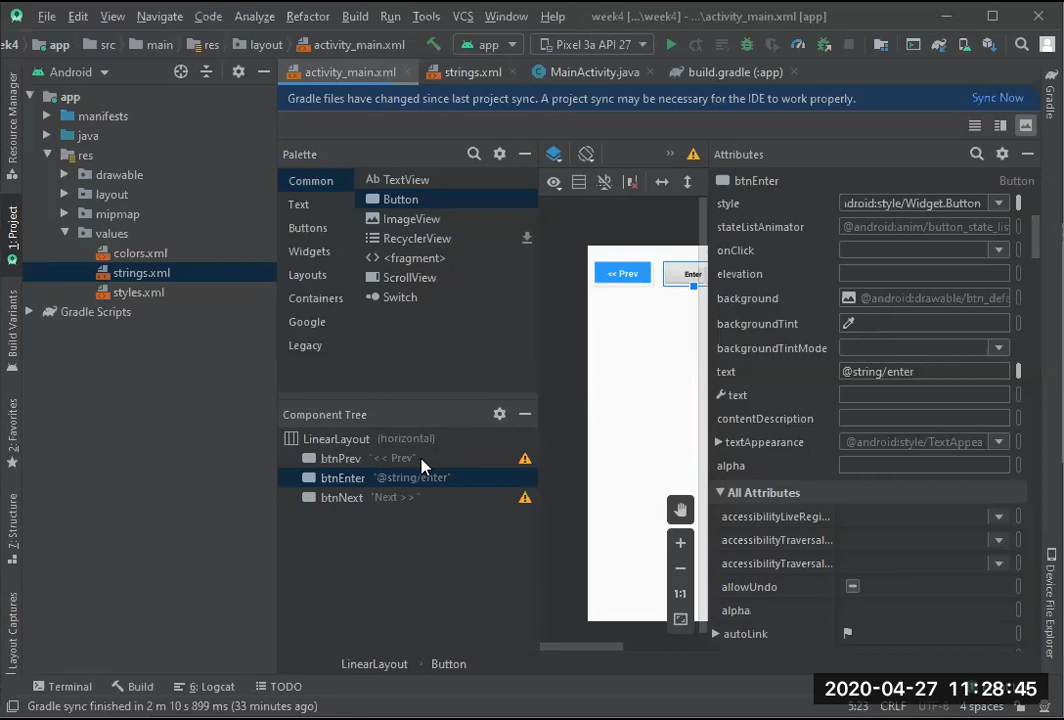 File Edit View Navigate Code Analyze Refactor Build Run Tools VCS Window Help week4 [...\week4] - ...\activity_main.xml [app]
app src main res layout activity_main.xml app Pixel 3a API 27
Android activity_main.xml strings.xml MainActivity.java build.gradle (:app)
Gradle files have changed since last project sync. A project sync may be necessary for the IDE to work properly. Sync Now
app
manifests
java
res
drawable
layout
mipmap
values
colors.xml
strings.xml
styles.xml
Gradle Scripts
Resource Manager
1: Project
Build Variants
2: Favorites
7: Structure
Layout Captures
Palette
Common
Text
Buttons
Widgets
Layouts
Containers
Google
Legacy
Ab TextView
Button
ImageView
RecyclerView
<fragment>
ScrollView
Switch
Component Tree
LinearLayout (horizontal)
btnPrev "<< Prev"
btnEnter "@string/enter"
btnNext "Next >>"
<< Prev
Enter
1:1
Attributes
btnEnter Button
style
stateListAnimator @android:anim/button_state_lis
onClick
elevation
background @android:drawable/btn_defa
backgroundTint
backgroundTintMode
text @string/enter
text
contentDescription
textAppearance @android:style/TextAppea
alpha
All Attributes
accessibilityLiveRegi...
accessibilityTraversal...
accessibilityTraversal...
allowUndo
alpha
autoLink
Gradle
Device File Explorer
LinearLayout Button
Terminal Build 6: Logcat TODO
2020-04-27 11:28:45
Gradle sync finished in 2 m 10 s 899 ms (33 minutes ago) 5:23 CRLF UTF-8 4 spaces